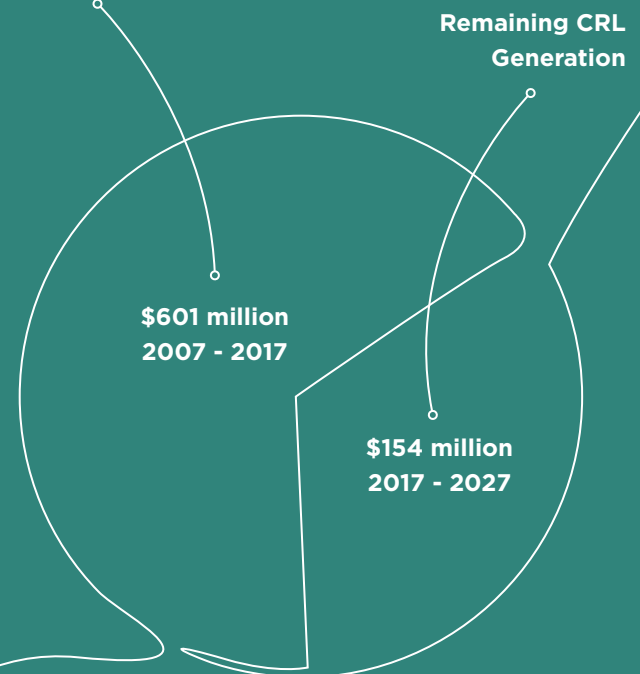 Remaining CRL
Generation
$601 million
2007 - 2017
$154 million
2017 - 2027